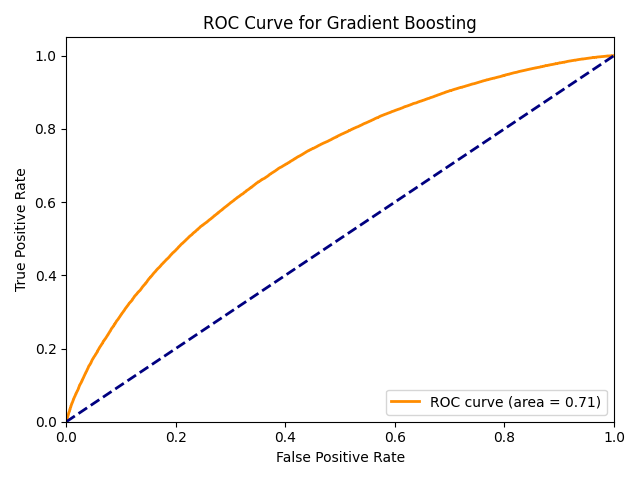 ROC Curve for Gradient Boosting
True Positive Rate
1.0
0.8
0.6
0.4
0.2
0.0
ROC curve (area = 0.71)
0.0 0.2 0.4 0.6 0.8 1.0
False Positive Rate